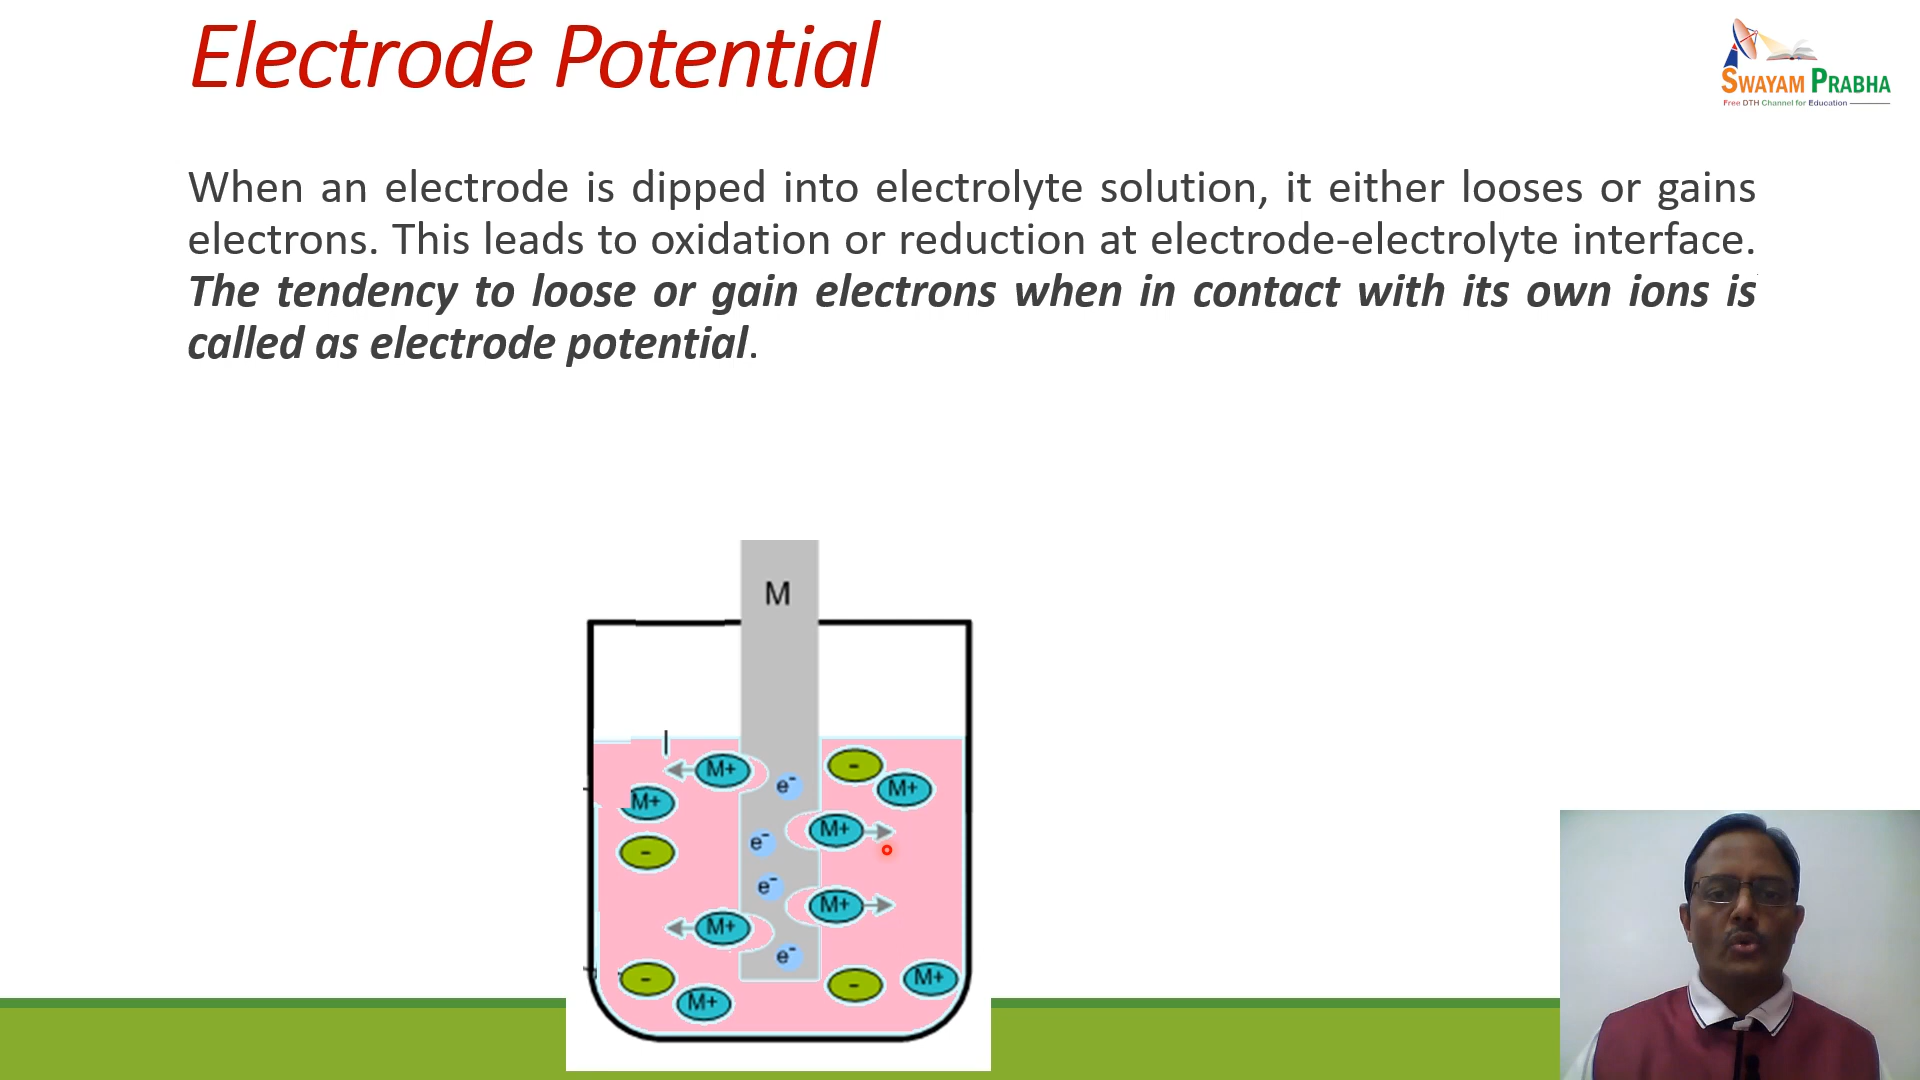 Electrode Potential
SWAYAM PRABHA
Free DTH Channel for Education
When an electrode is dipped into electrolyte solution, it either looses or gains
electrons. This leads to oxidation or reduction at electrode-electrolyte interface.
The tendency to loose or gain electrons when in contact with its own ions is
called as electrode potential.
M
M+ e⁻ -
M+ M+
M+
e⁻
-
e⁻ M+
M+
e⁻
- - M+
M+